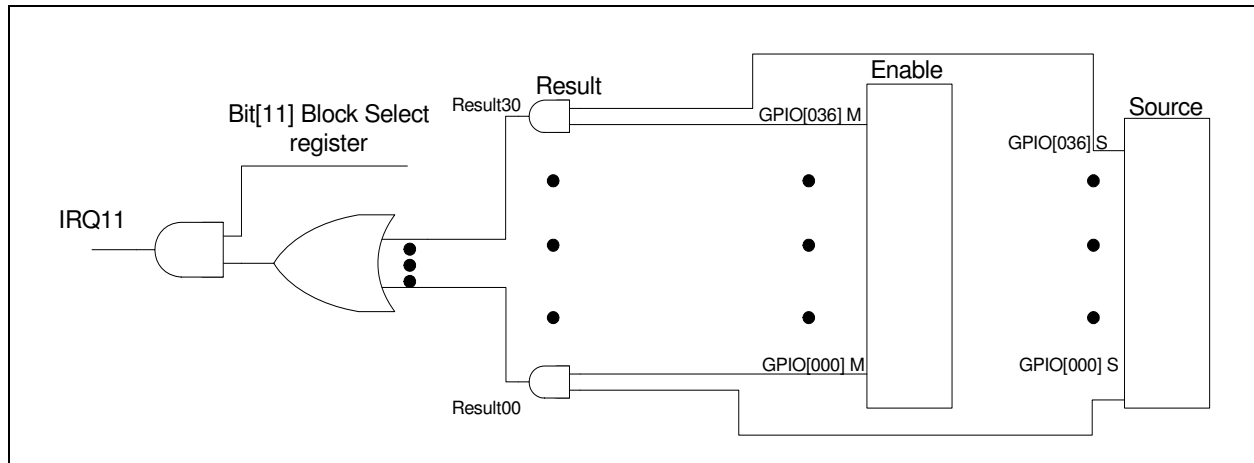 Enable
Result
Source
Result30
Bit[11] Block Select
register
GPIO[036] M
GPIO[036] S
IRQ11
GPIO[000] M
GPIO[000] S
Result00